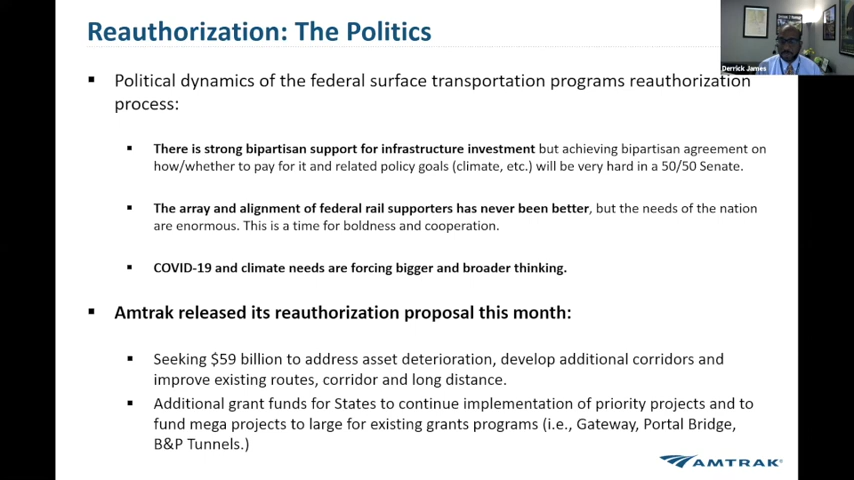 Reauthorization: The Politics
Derrick James
▪ Political dynamics of the federal surface transportation programs reauthorization
process:
▪ There is strong bipartisan support for infrastructure investment but achieving bipartisan agreement on
how/whether to pay for it and related policy goals (climate, etc.) will be very hard in a 50/50 Senate.
▪ The array and alignment of federal rail supporters has never been better, but the needs of the nation
are enormous. This is a time for boldness and cooperation.
▪ COVID-19 and climate needs are forcing bigger and broader thinking.
▪ Amtrak released its reauthorization proposal this month:
▪ Seeking $59 billion to address asset deterioration, develop additional corridors and
improve existing routes, corridor and long distance.
▪ Additional grant funds for States to continue implementation of priority projects and to
fund mega projects to large for existing grants programs (i.e., Gateway, Portal Bridge,
B&P Tunnels.)
AMTRAK